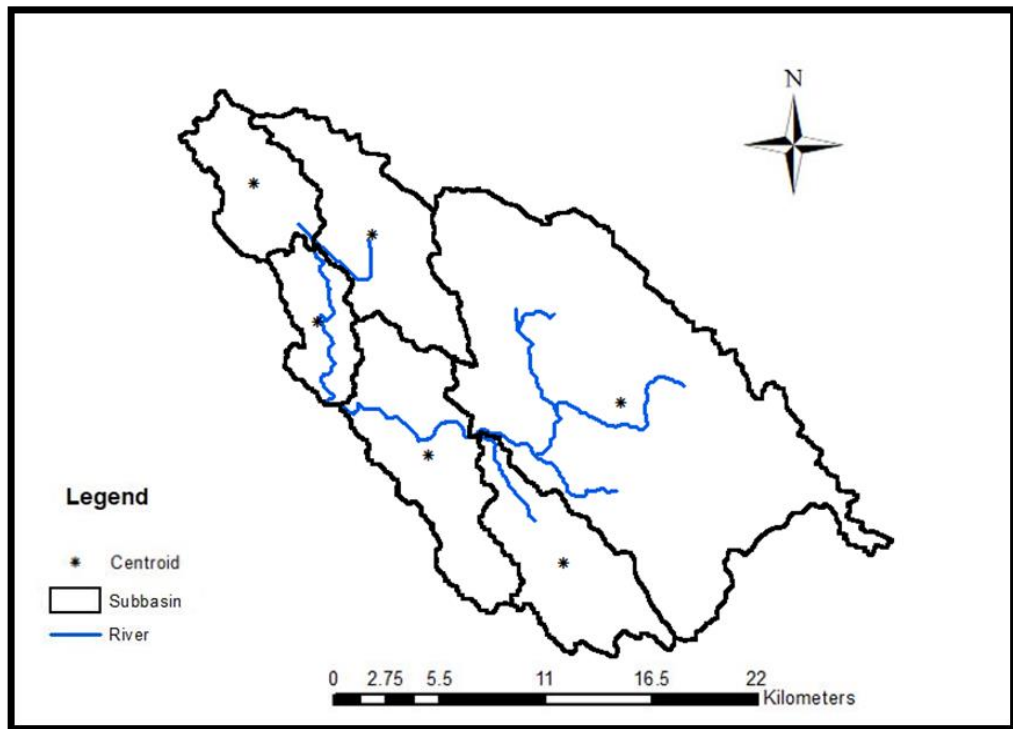 N
Legend
Centroid
Subbasin
River
0 2.75 5.5 11 16.5 22
Kilometers